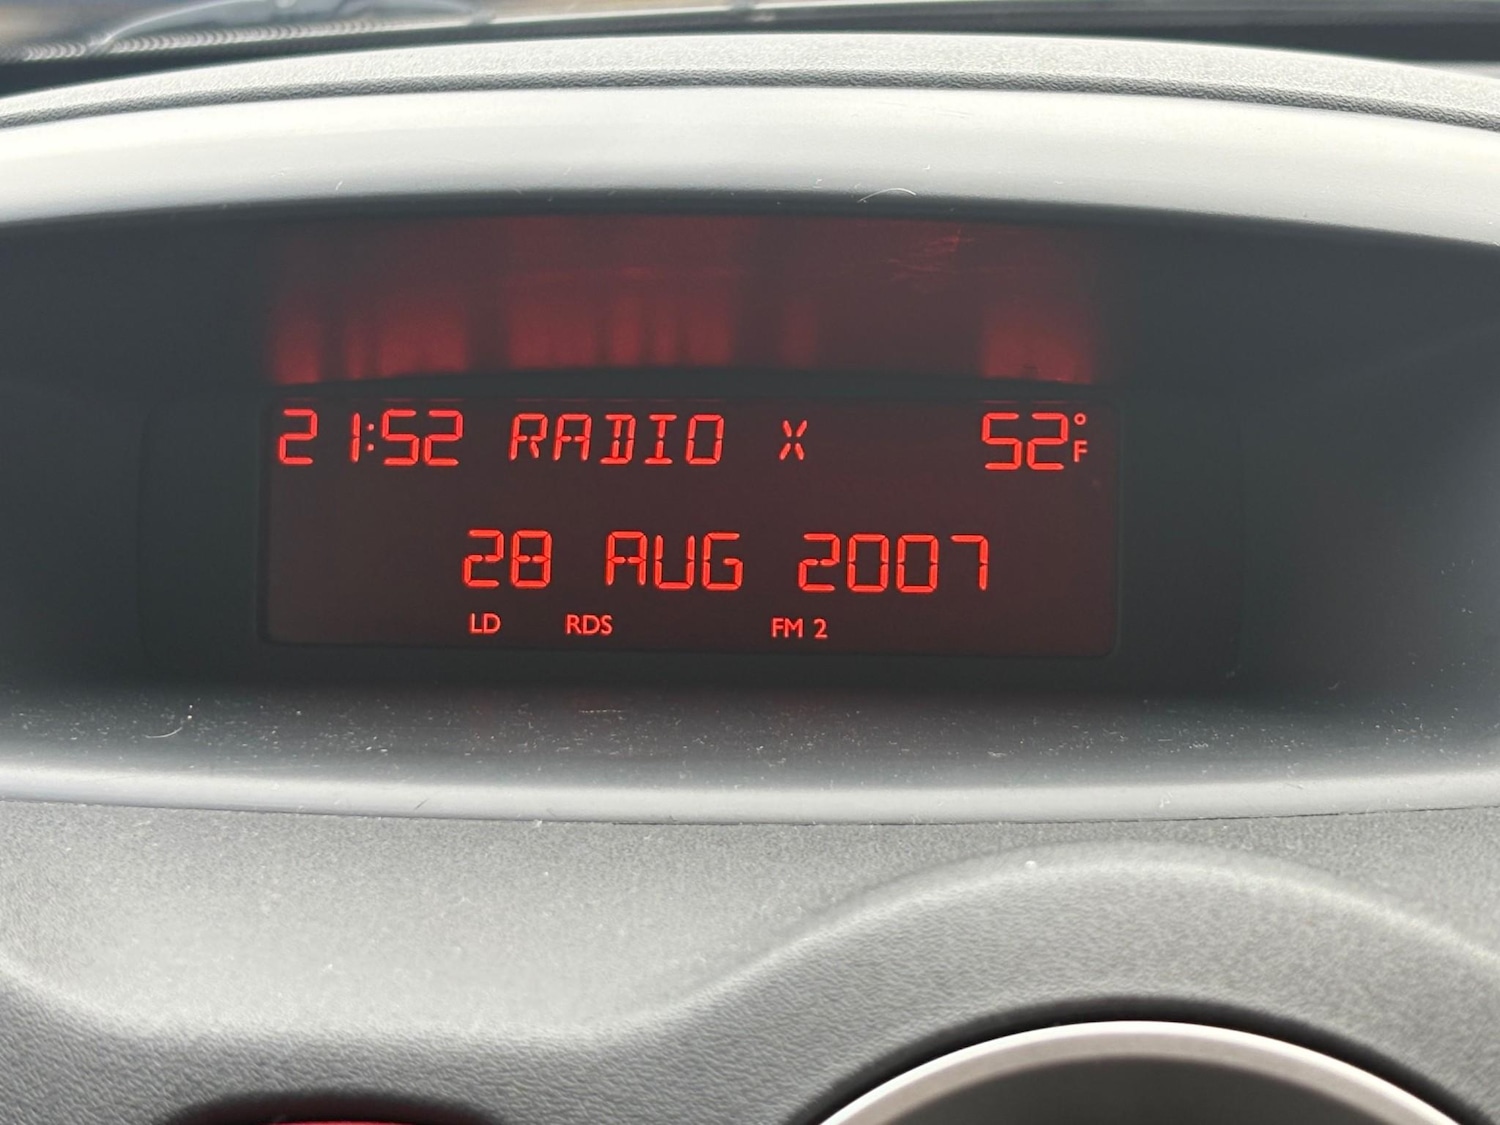 21:52 RADIO X 52°F
28 AUG 2007
LD RDS FM 2